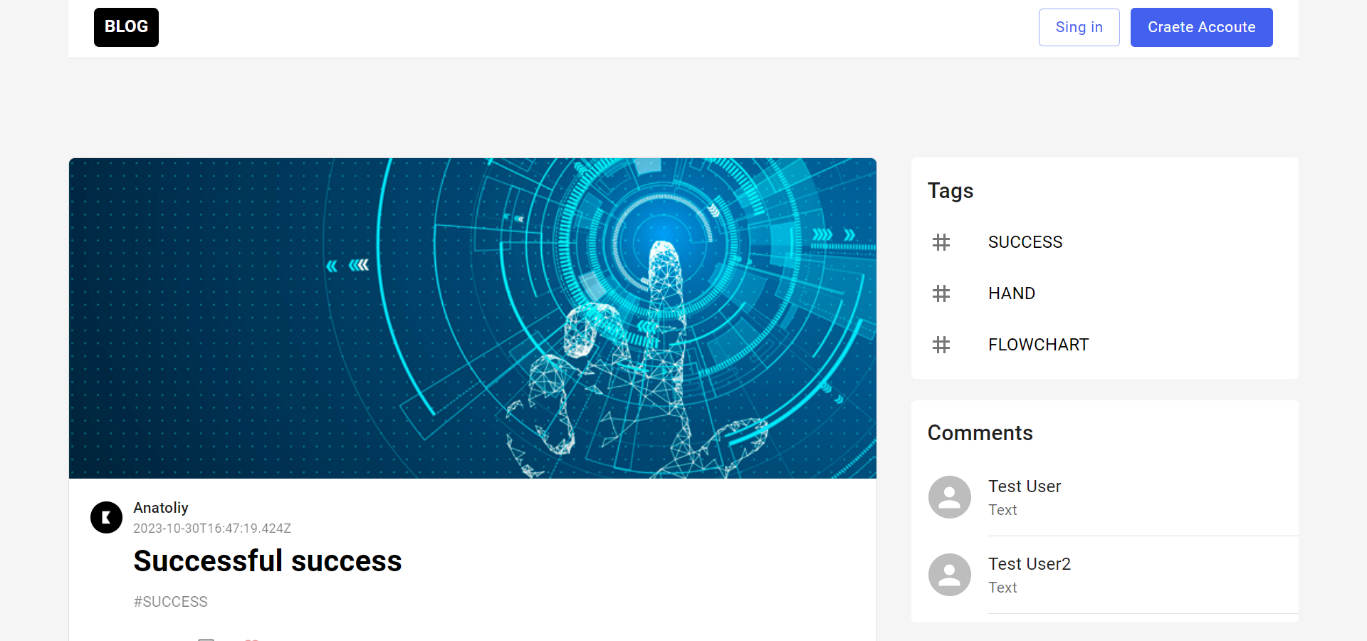 BLOG
Sing in
Craete Accoute
Anatoliy
2023-10-30T16:47:19.424Z
Successful success
#SUCCESS
Tags
SUCCESS
HAND
FLOWCHART
Comments
Test User
Text
Test User2
Text